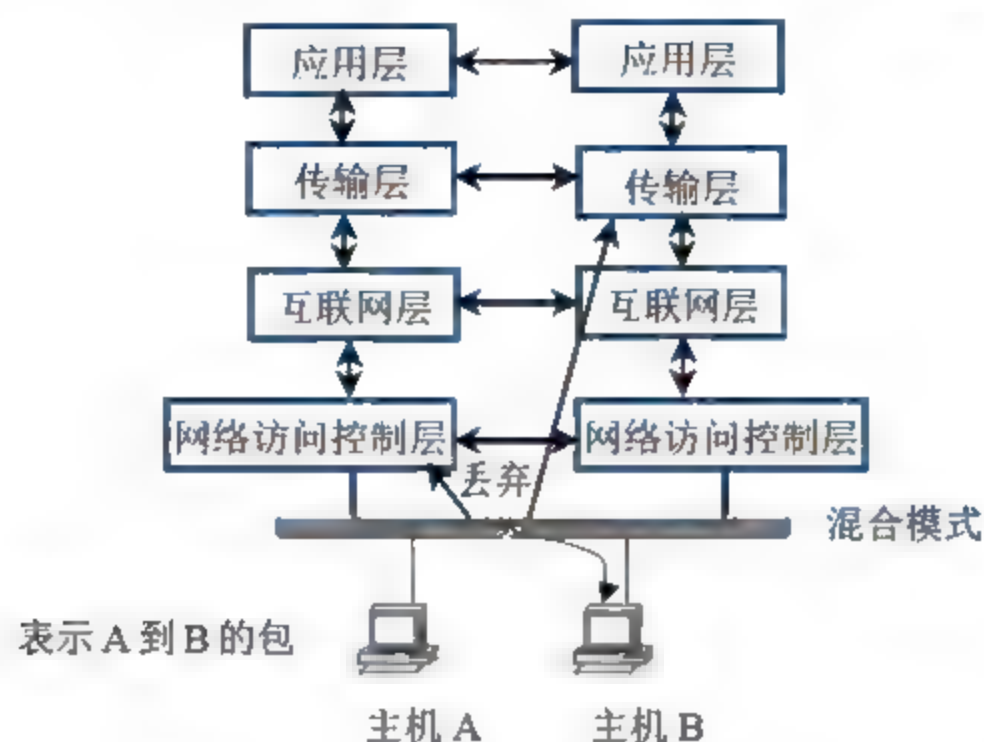 应用层
应用层
传输层
传输层
互联网层
互联网层
网络访问控制层
网络访问控制层
丢弃
混合模式
表示A到B的包
主机A
主机B